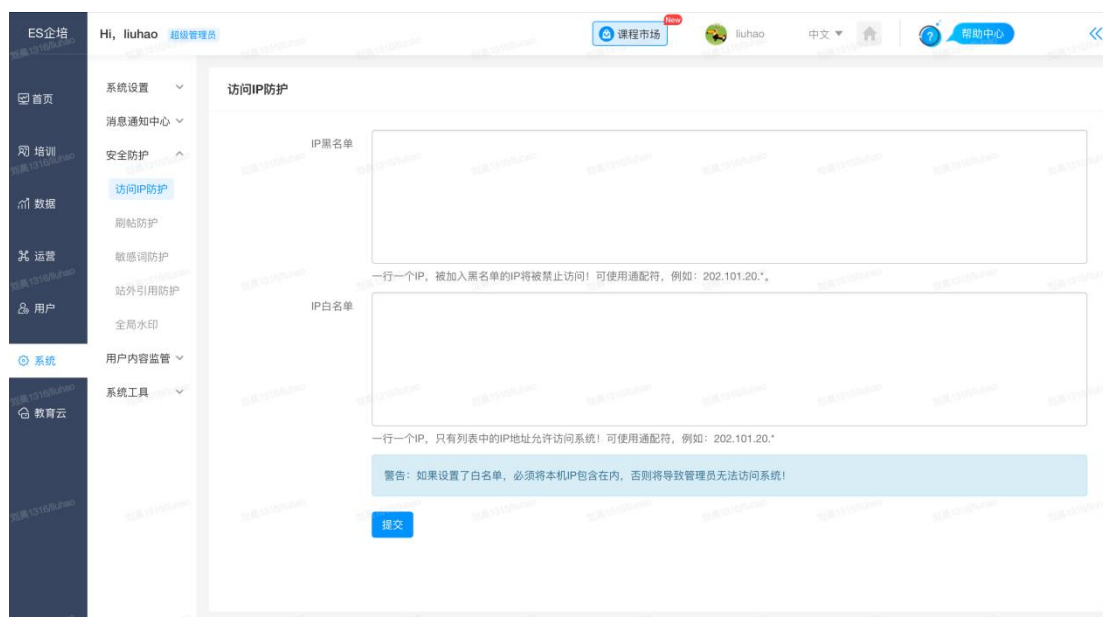 ES企培
Hi, liuhao 超级管理员
课程市场
New
liuhao
中文
帮助中心
首页
培训
数据
运营
用户
系统
教育云
系统设置
消息通知中心
安全防护
访问IP防护
刷帖防护
敏感词防护
站外引用防护
全局水印
用户内容监管
系统工具
访问IP防护
IP黑名单
一行一个IP，被加入黑名单的IP将被禁止访问！可使用通配符，例如：202.101.20.*。
IP白名单
一行一个IP，只有列表中的IP地址允许访问系统！可使用通配符，例如：202.101.20.*
警告：如果设置了白名单，必须将本机IP包含在内，否则将导致管理员无法访问系统！
提交